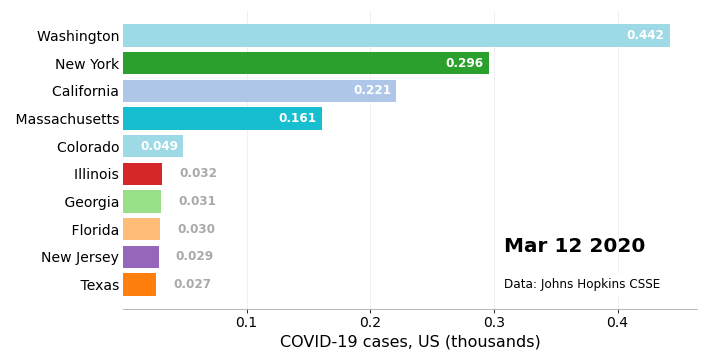 Washington 0.442
New York 0.296
California 0.221
Massachusetts 0.161
Colorado 0.049
Illinois 0.032
Georgia 0.031
Florida 0.030
New Jersey 0.029
Texas 0.027
Mar 12 2020
Data: Johns Hopkins CSSE
0.1 0.2 0.3 0.4
COVID-19 cases, US (thousands)